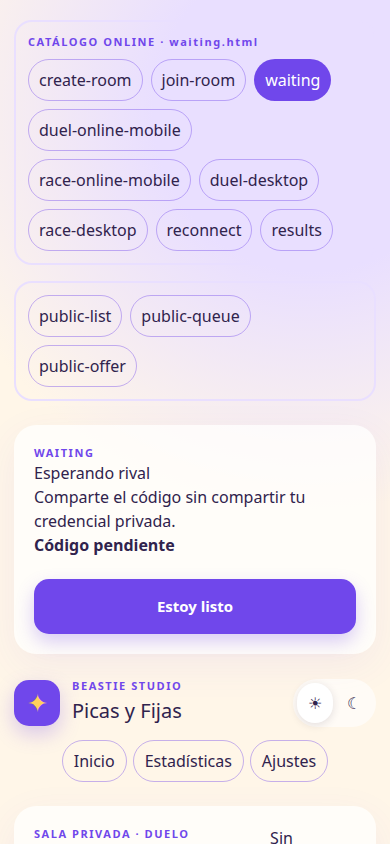 CATÁLOGO ONLINE · waiting.html
create-room join-room waiting
duel-online-mobile
race-online-mobile duel-desktop
race-desktop reconnect results
public-list public-queue
public-offer
WAITING
Esperando rival
Comparte el código sin compartir tu
credencial privada.
Código pendiente
Estoy listo
BEASTIE STUDIO
Picas y Fijas
Inicio Estadísticas Ajustes
SALA PRIVADA · DUELO
Sin